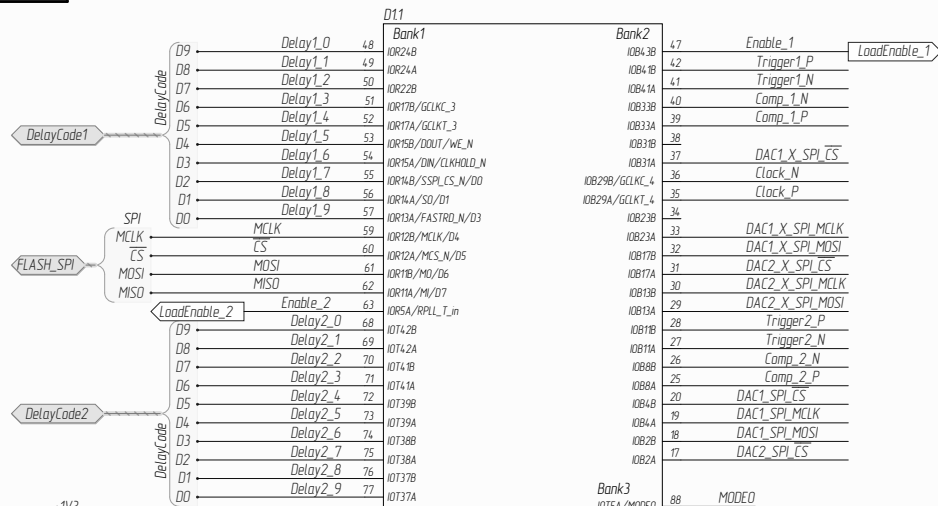 D1.1
Bank1 Bank2
D9 Delay1_0 48 IOR24B IOB43B 47 Enable_1 LoadEnable_1
D8 Delay1_1 49 IOR24A IOB41B 42 Trigger1_P
D7 Delay1_2 50 IOR22B IOB41A 41 Trigger1_N
D6 Delay1_3 51 IOR17B/GCLKC_3 IOB33B 40 Comp_1_N
DelayCode
D5 Delay1_4 52 IOR17A/GCLKT_3 IOB33A 39 Comp_1_P
DelayCode1
D4 Delay1_5 53 IOR15B/DOUT/WE_N IOB31B 38
D3 Delay1_6 54 IOR15A/DIN/CLKHOLD_N IOB31A 37 DAC1_X_SPI_CS
D2 Delay1_7 55 IOR14B/SSPI_CS_N/D0 IOB29B/GCLKC_4 36 Clock_N
D1 Delay1_8 56 IOR14A/SO/D1 IOB29A/GCLKT_4 35 Clock_P
D0 Delay1_9 57 IOR13A/FASTRD_N/D3 IOB23B 34
SPI
MCLK MCLK 59 IOR12B/MCLK/D4 IOB23A 33 DAC1_X_SPI_MCLK
CS CS 60 IOR12A/MCS_N/D5 IOB17B 32 DAC1_X_SPI_MOSI
FLASH_SPI
MOSI MOSI 61 IOR11B/MO/D6 IOB17A 31 DAC2_X_SPI_CS
MISO MISO 62 IOR11A/MI/D7 IOB13B 30 DAC2_X_SPI_MCLK
LoadEnable_2 Enable_2 63 IOR5A/RPLL_T_in IOB13A 29 DAC2_X_SPI_MOSI
D9 Delay2_0 68 IOT42B IOB11B 28 Trigger2_P
D8 Delay2_1 69 IOT42A IOB11A 27 Trigger2_N
D7 Delay2_2 70 IOT41B IOB8B 26 Comp_2_N
D6 Delay2_3 71 IOT41A IOB8A 25 Comp_2_P
D5 Delay2_4 72 IOT39B IOB4B 20 DAC1_SPI_CS
DelayCode2
D4 Delay2_5 73 IOT39A IOB4A 19 DAC1_SPI_MCLK
D3 Delay2_6 74 IOT38B IOB2B 18 DAC1_SPI_MOSI
DelayCode
D2 Delay2_7 75 IOT38A IOB2A 17 DAC2_SPI_CS
D1 Delay2_8 76 IOT37B
D0 Delay2_9 77 IOT37A
Bank3
88 MODE0